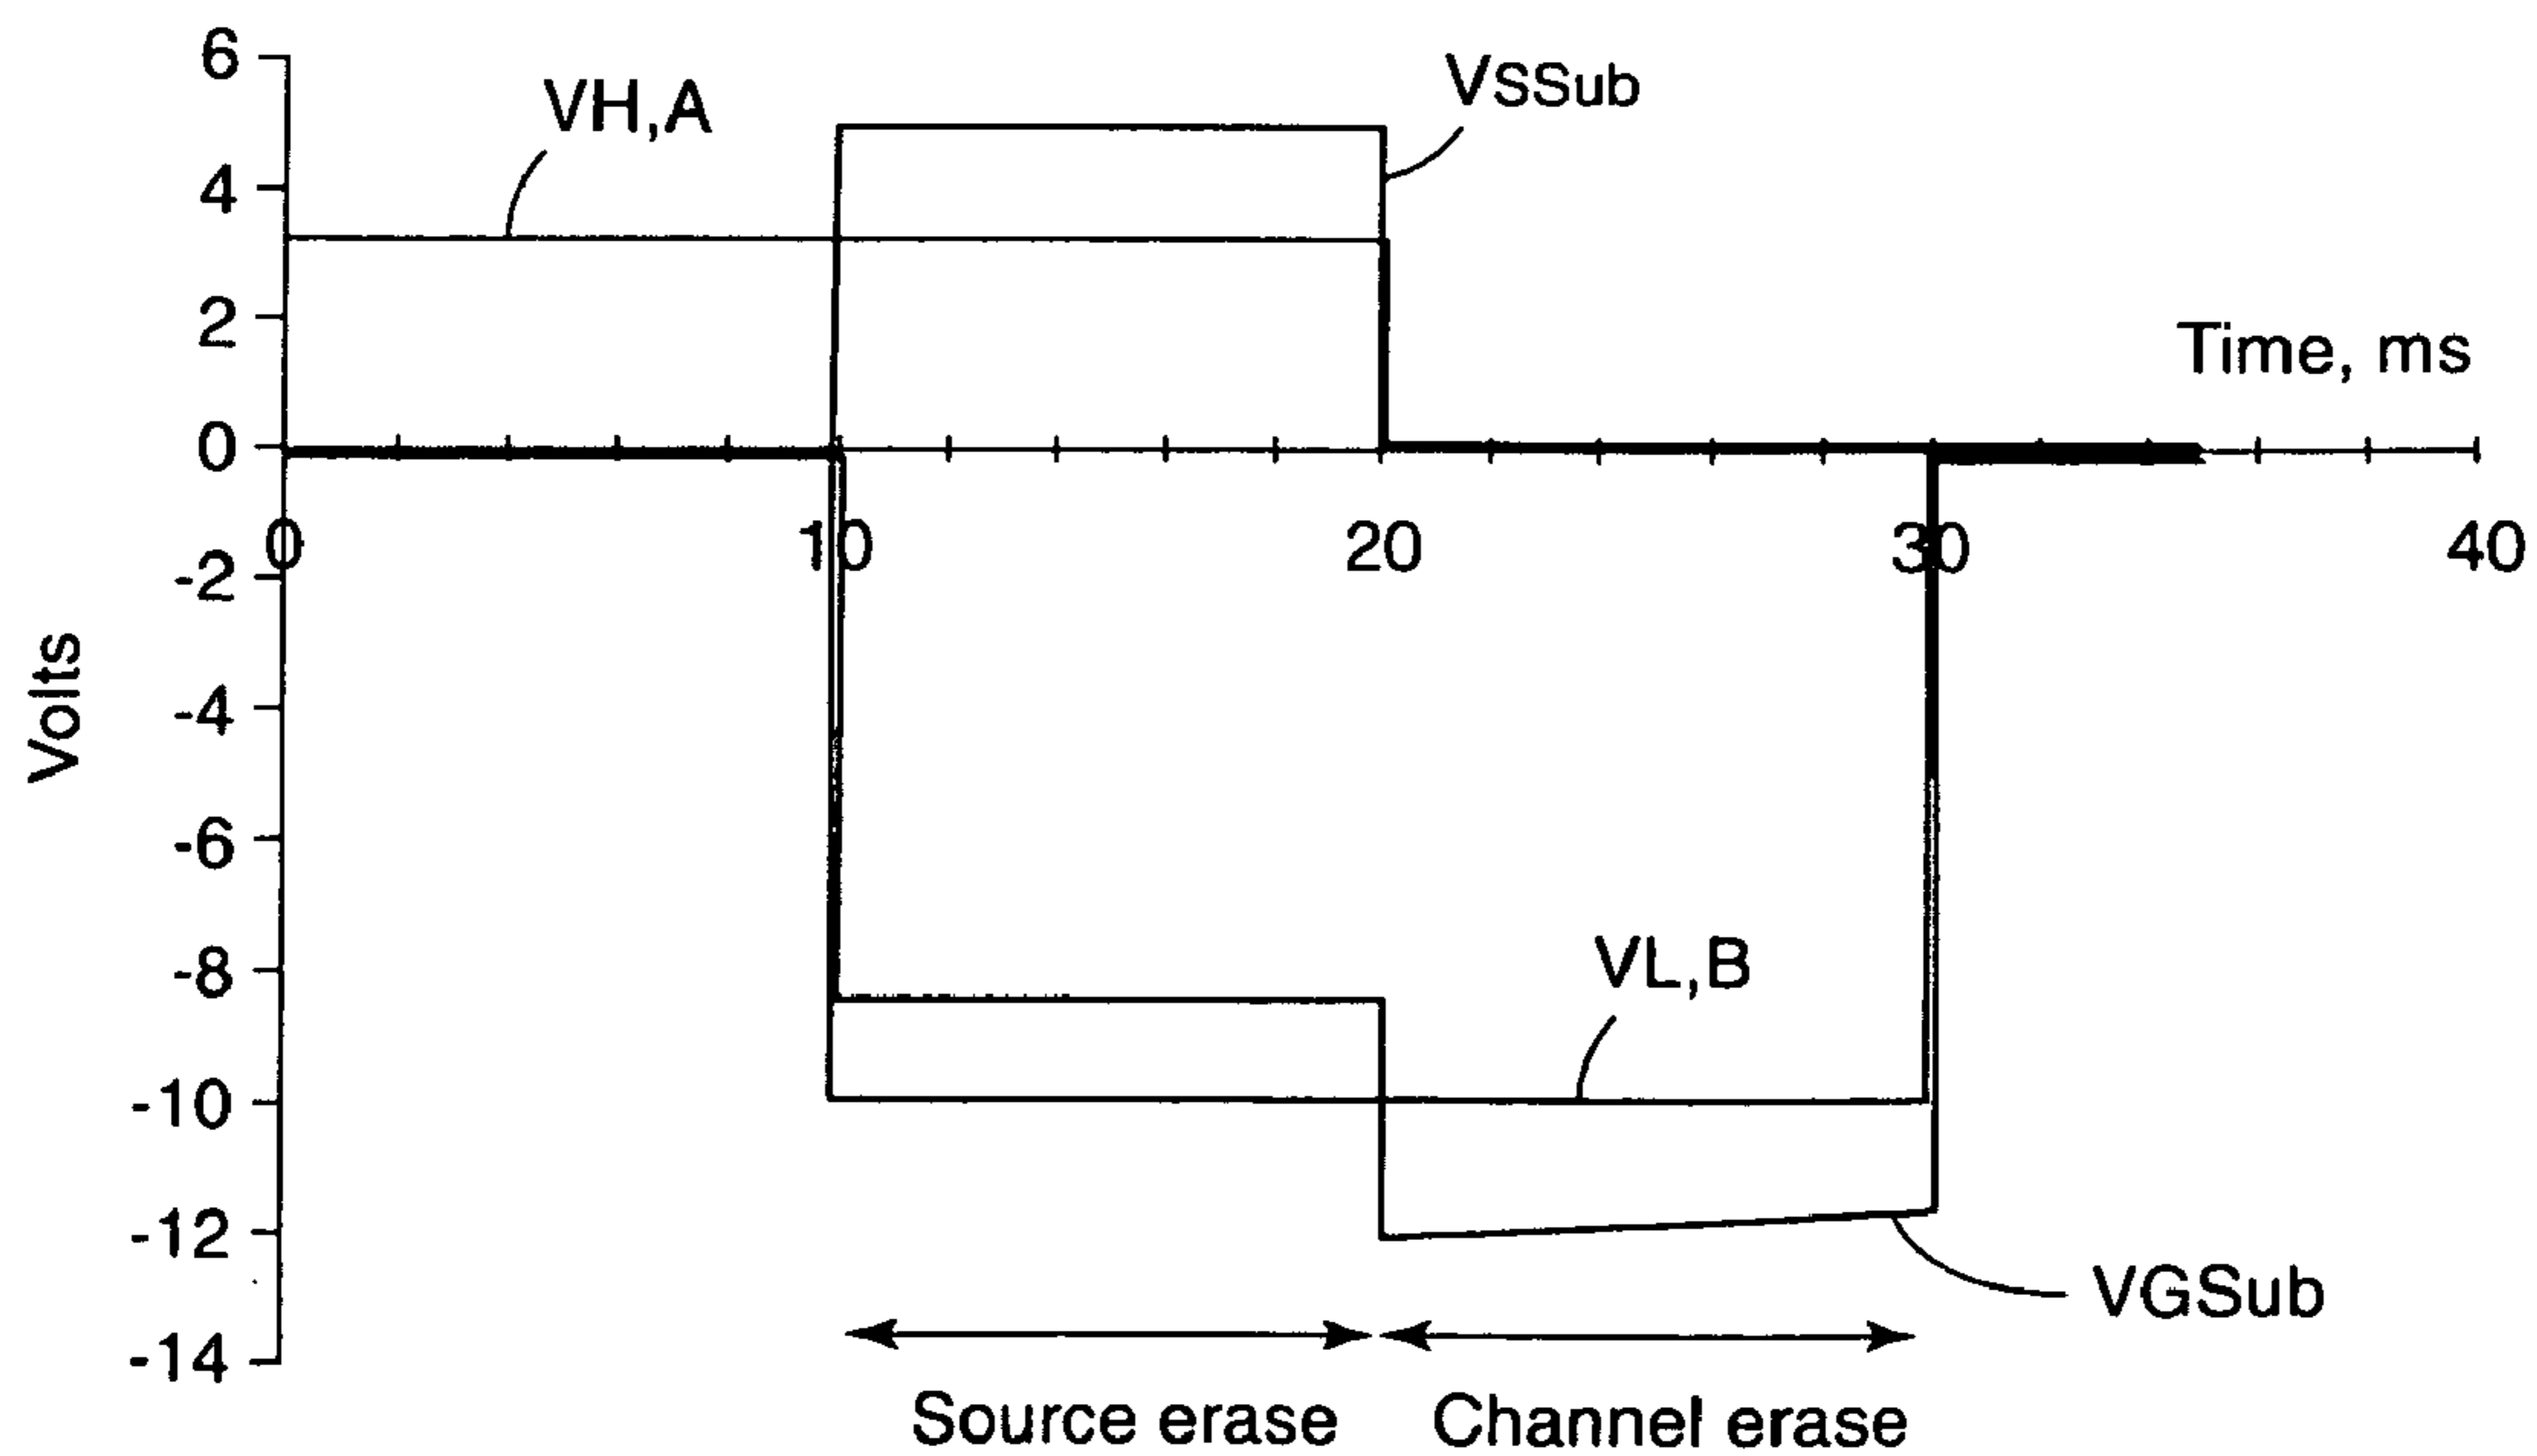 6
VH,A
VSSub
4
2
Time, ms
0
0
10
20
30
40
-2
Volts
-4
-6
-8
VL,B
-10
-12
VGSub
-14
Source erase
Channel erase